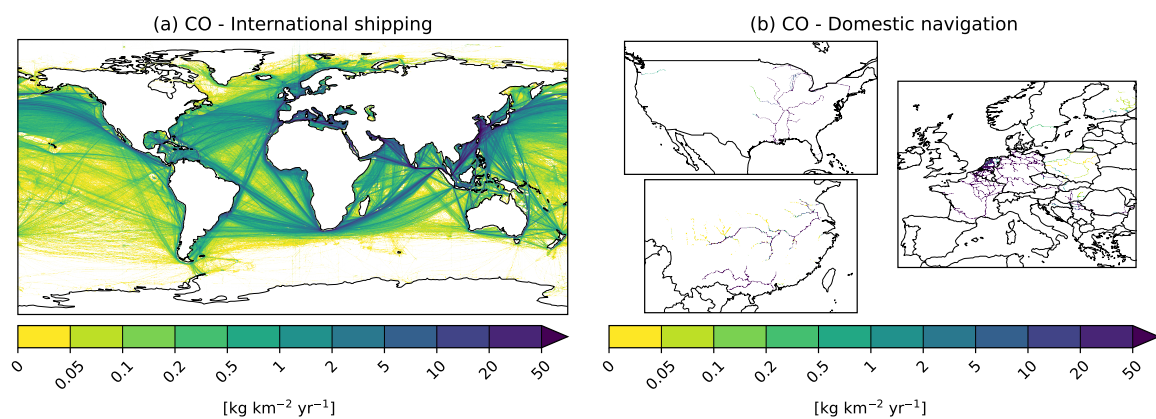 (a) CO - International shipping
(b) CO - Domestic navigation
0 0.05 0.1 0.2 0.5 1 2 5 10 20 50
[kg km⁻² yr⁻¹]
0 0.05 0.1 0.2 0.5 1 2 5 10 20 50
[kg km⁻² yr⁻¹]